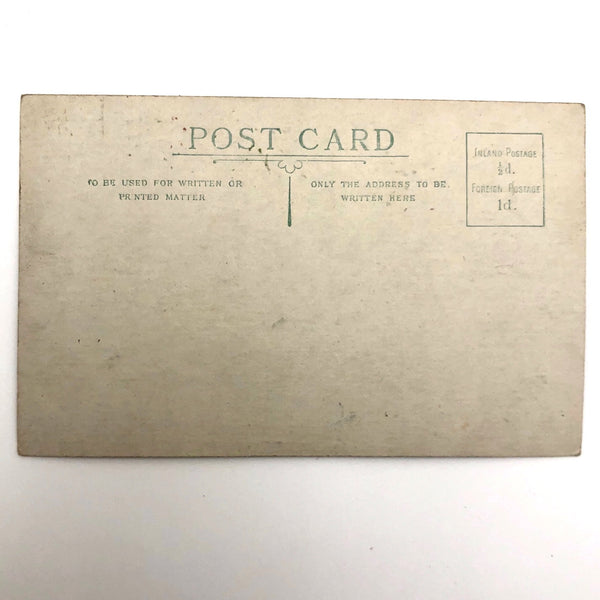 POST CARD
TO BE USED FOR WRITTEN OR
PRINTED MATTER
ONLY THE ADDRESS TO BE
WRITTEN HERE
INLAND POSTAGE
½d.
FOREIGN POSTAGE
1d.